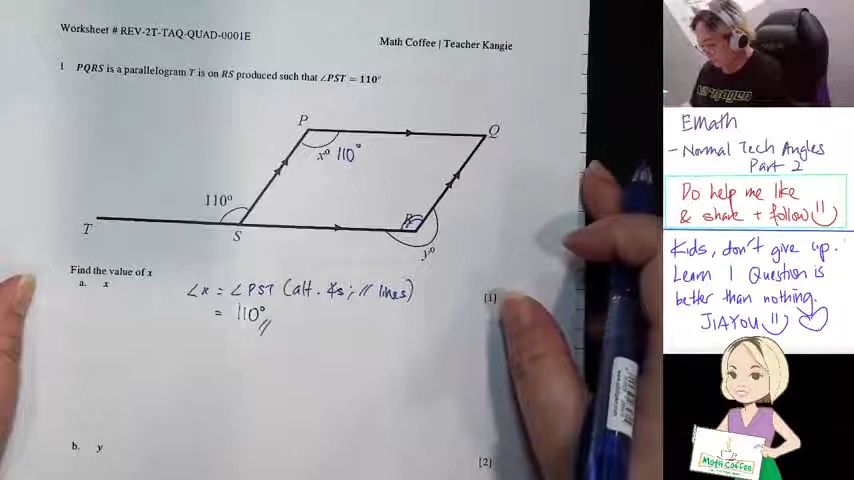 Worksheet # REV-2T-TAQ-QUAD-0001E
Math Coffee | Teacher Kangie
1 PQRS is a parallelogram T is on RS produced such that ∠PST = 110°
P
Q
x° 110°
110°
R
T
S
y°
Find the value of x
a. x
∠x = ∠PST (alt. ∠s, // lines)
[1]
= 110° //
b. y
[2]
EMath
- Normal Tech Angles
Part 2
Do help me like
& share + follow
Kids, don't give up.
Learn 1 Question is
better than nothing.
JIAYOU
Math Coffee